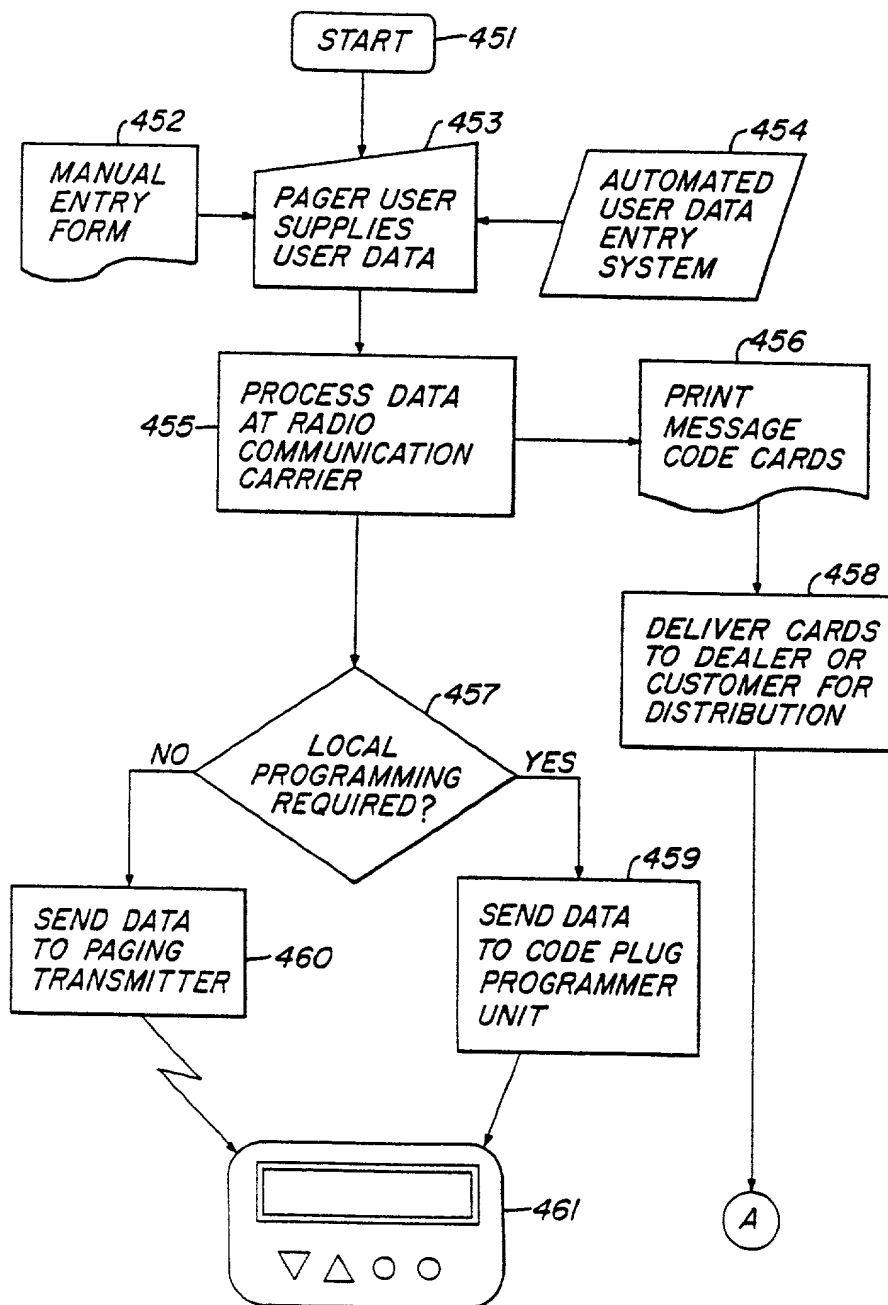 START
451
452
453
454
MANUAL
ENTRY
FORM
PAGER USER
SUPPLIES
USER DATA
AUTOMATED
USER DATA
ENTRY
SYSTEM
455
PROCESS DATA
AT RADIO
COMMUNICATION
CARRIER
456
PRINT
MESSAGE
CODE CARDS
458
DELIVER CARDS
TO DEALER OR
CUSTOMER FOR
DISTRIBUTION
457
NO
LOCAL
PROGRAMMING
REQUIRED?
YES
SEND DATA
TO PAGING
TRANSMITTER
460
459
SEND DATA
TO CODE PLUG
PROGRAMMER
UNIT
461
A